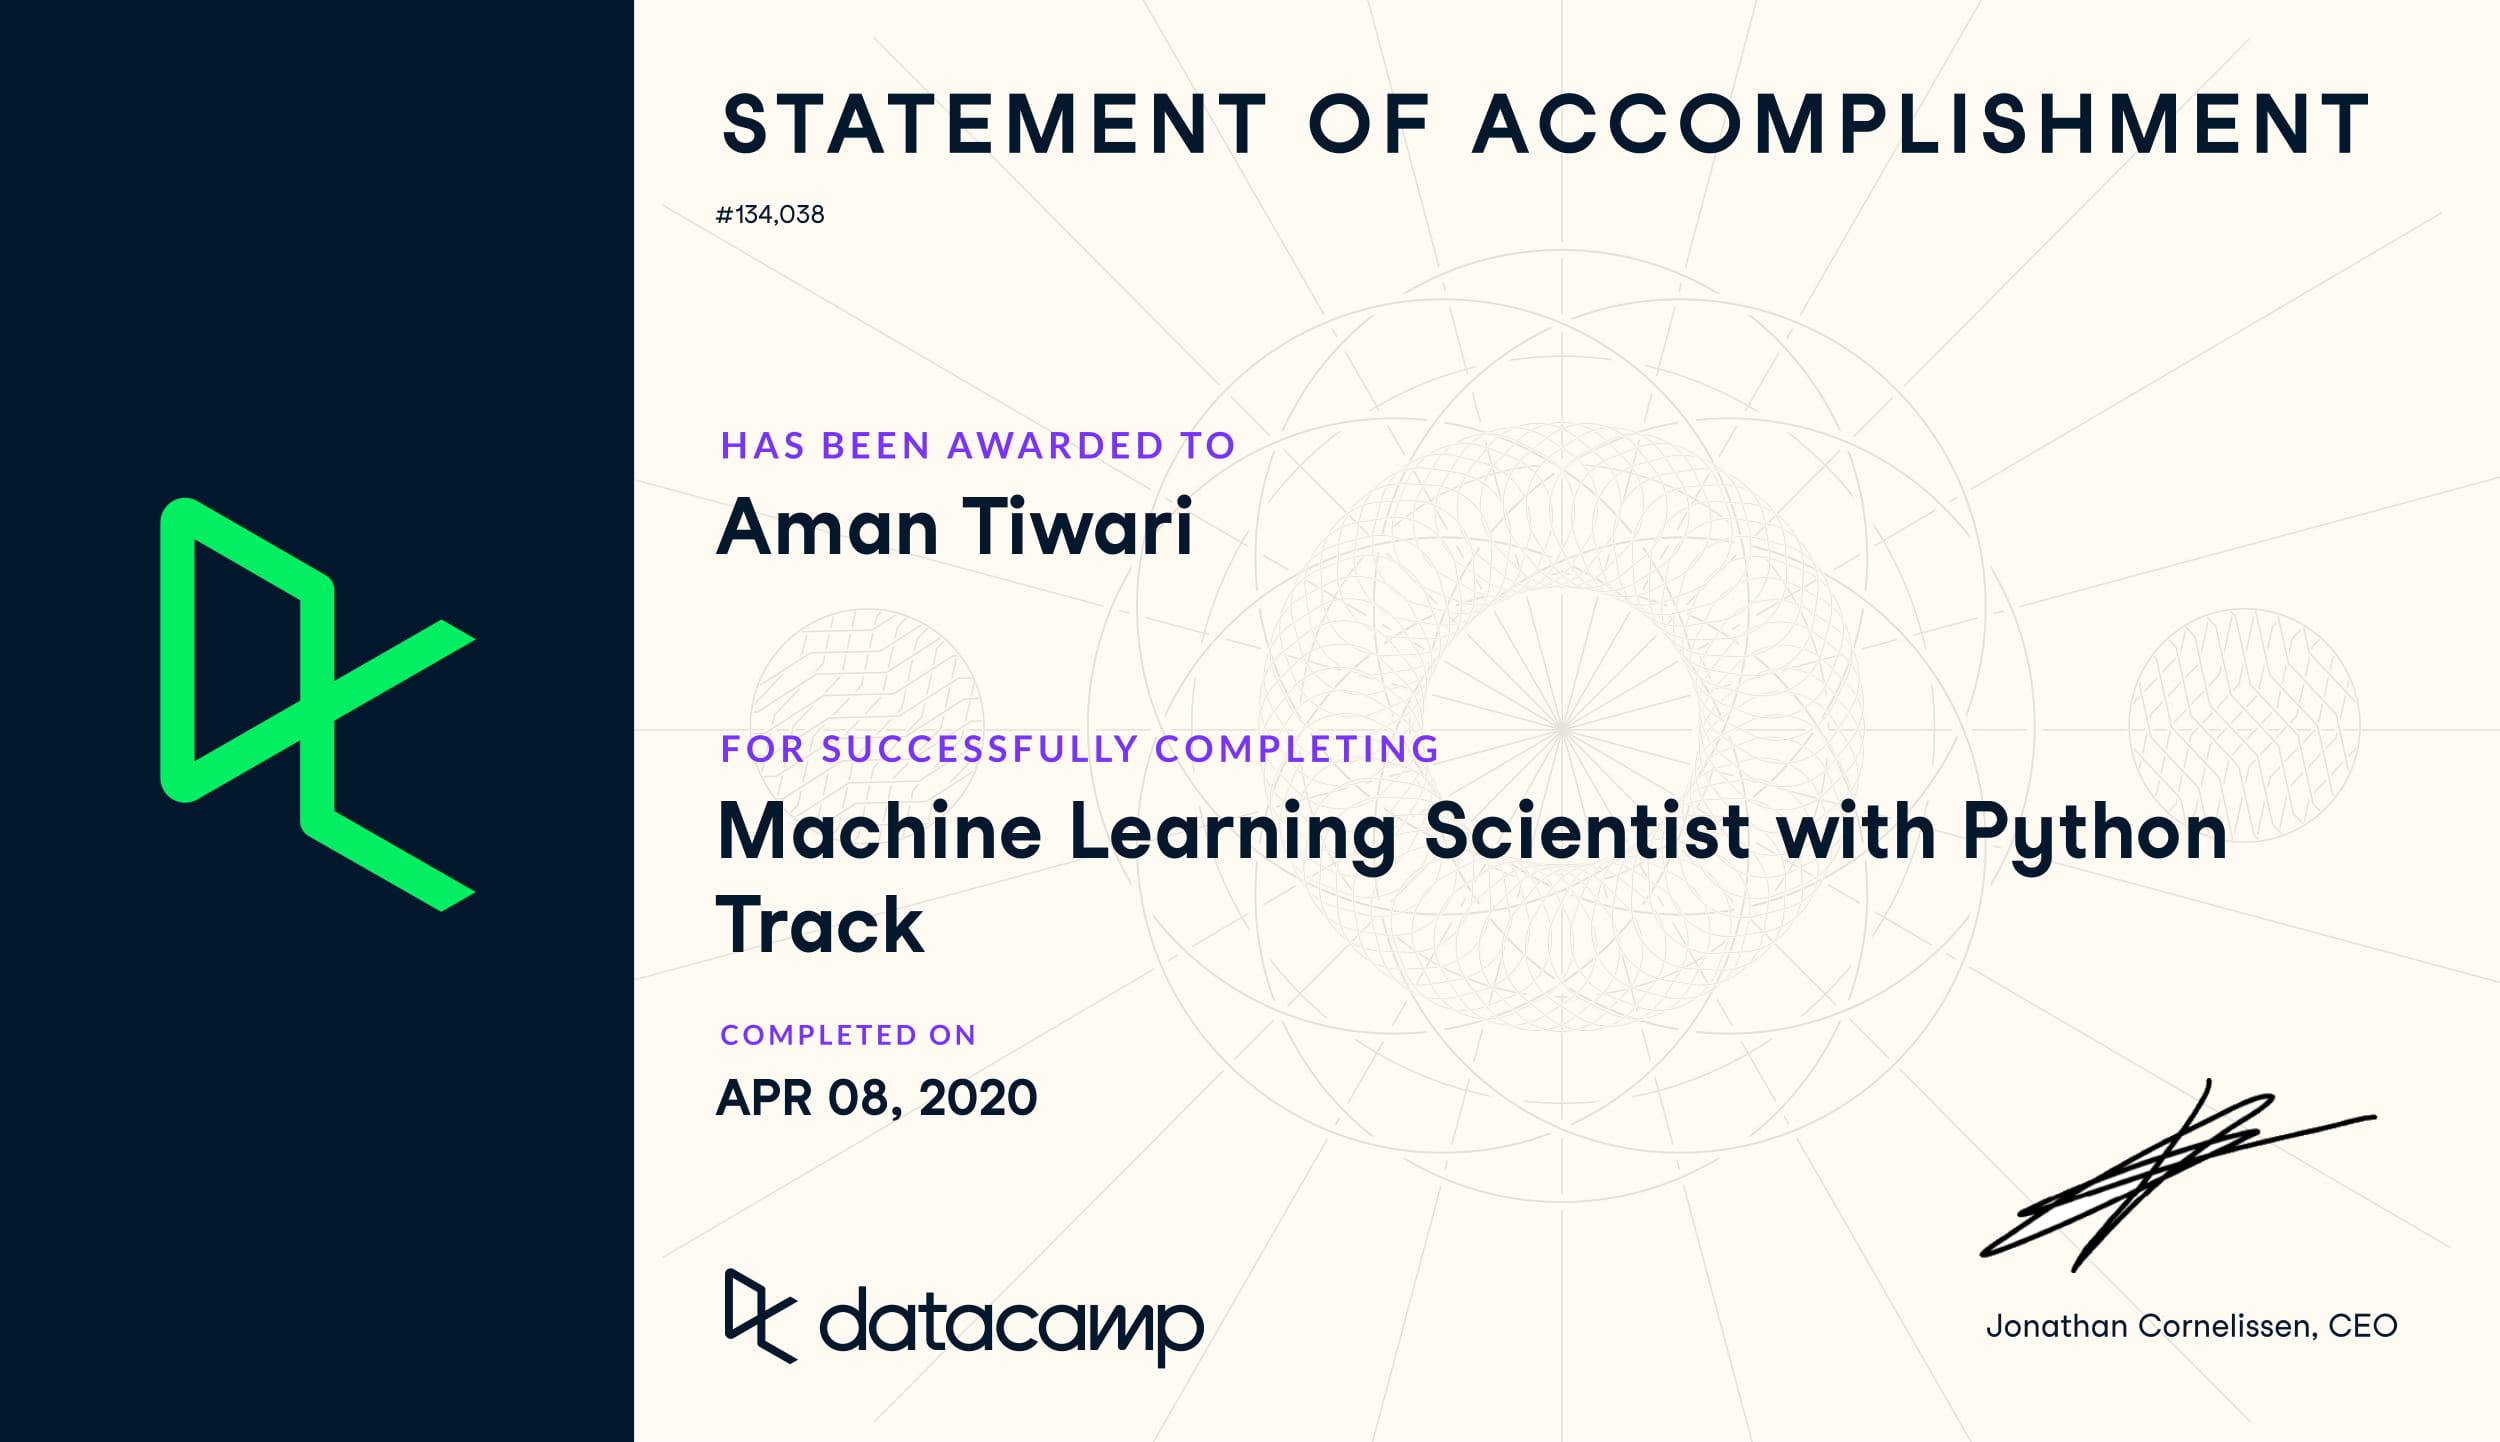 STATEMENT OF ACCOMPLISHMENT
#134,038
HAS BEEN AWARDED TO
Aman Tiwari
FOR SUCCESSFULLY COMPLETING
Machine Learning Scientist with Python
Track
COMPLETED ON
APR 08, 2020
datacamp
Jonathan Cornelissen, CEO